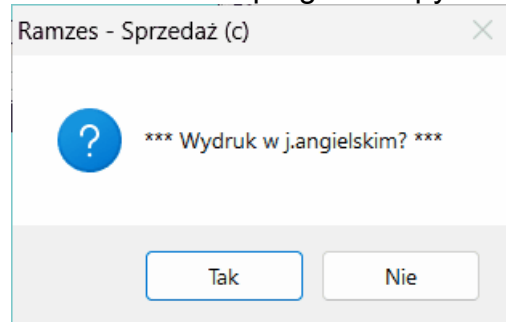 Ramzes - Sprzedaż (c)
*** Wydruk w j.angielskim? ***
Tak
Nie